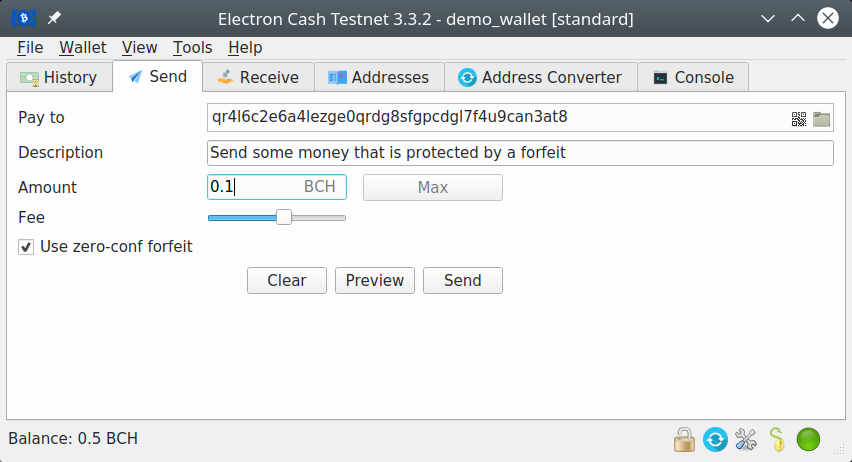 Electron Cash Testnet 3.3.2 - demo_wallet [standard]
File Wallet View Tools Help
History Send Receive Addresses Address Converter Console
Pay to qr4l6c2e6a4lezge0qrdg8sfgpcdgl7f4u9can3at8
Description Send some money that is protected by a forfeit
Amount 0.1 BCH Max
Fee
Use zero-conf forfeit
Clear Preview Send
Balance: 0.5 BCH